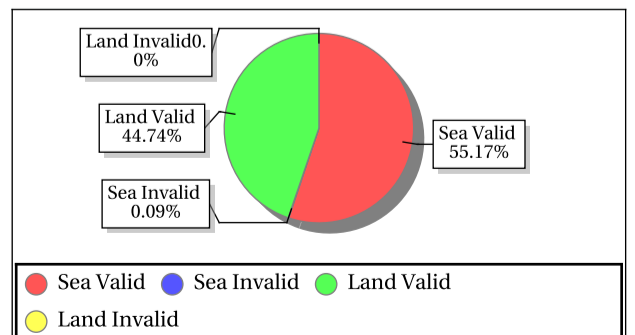 Land Invalid0.
0%
Land Valid
44.74%
Sea Valid
55.17%
Sea Invalid
0.09%
Sea Valid Sea Invalid Land Valid
Land Invalid